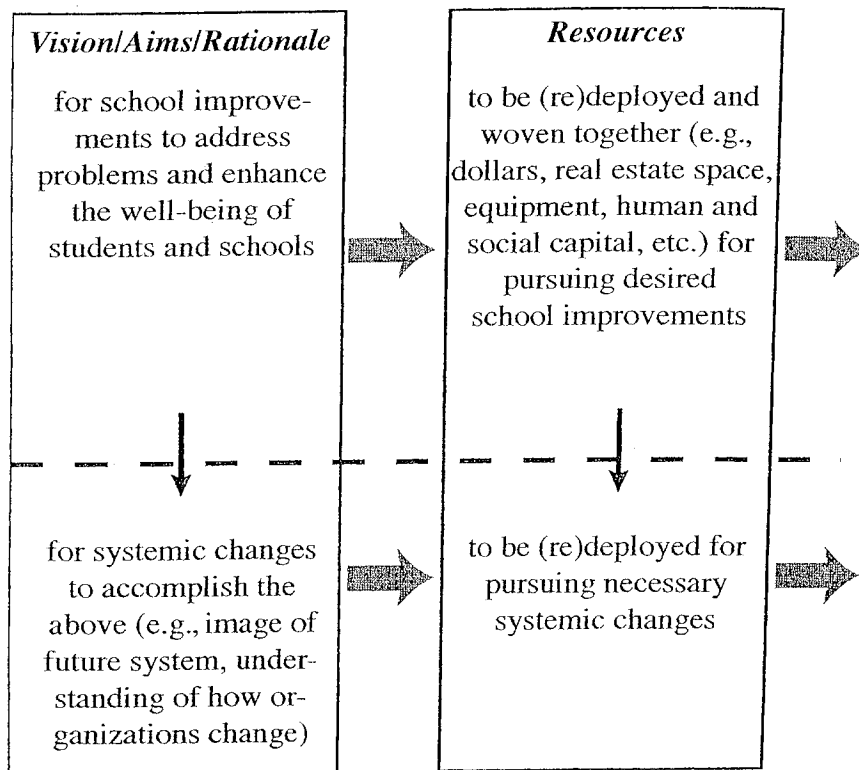 Vision/Aims/Rationale
for school improve-
ments to address
problems and enhance
the well-being of
students and schools
for systemic changes
to accomplish the
above (e.g., image of
future system, under-
standing of how or-
ganizations change)
Resources
to be (re)deployed and
woven together (e.g.,
dollars, real estate space,
equipment, human and
social capital, etc.) for
pursuing desired
school improvements
to be (re)deployed for
pursuing necessary
systemic changes